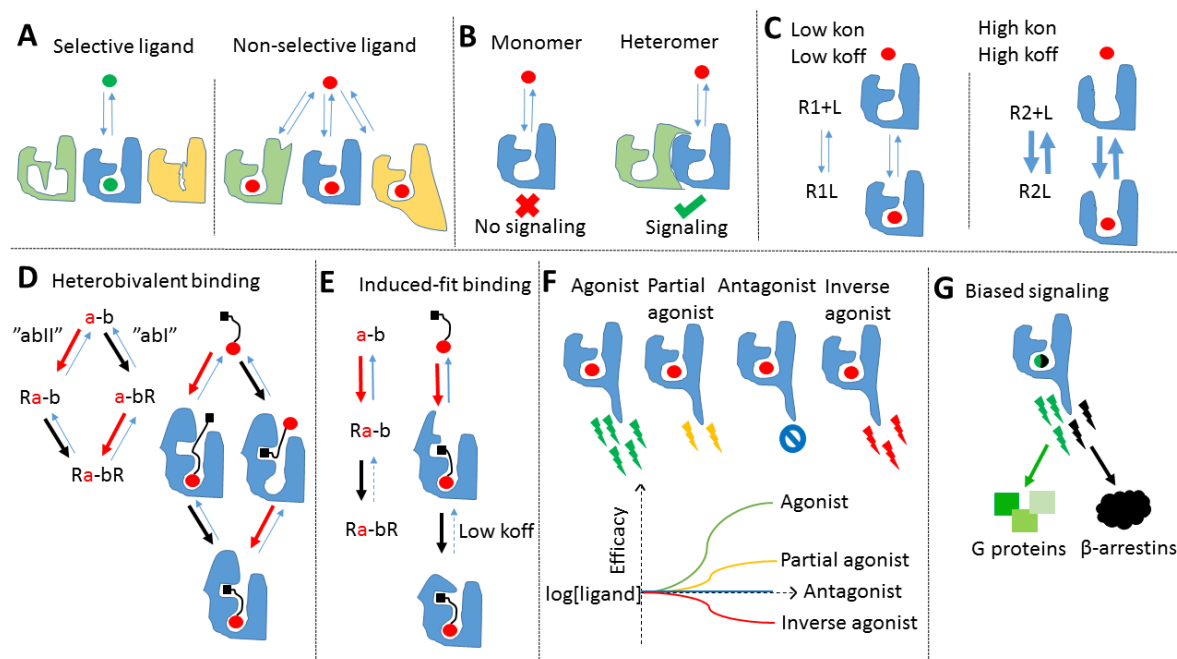 A
Selective ligand
Non-selective ligand
B
Monomer
Heteromer
No signaling
Signaling
C
Low kon
Low koff
High kon
High koff
R1+L
R1L
R2+L
R2L
D
Heterobivalent binding
a-b
"abII"
"abI"
Ra-b
a-bR
Ra-bR
E
Induced-fit binding
a-b
Ra-b
Ra-bR
Low koff
F
Agonist
Partial
agonist
Antagonist
Inverse
agonist
Efficacy
log[ligand]
Agonist
Partial agonist
Antagonist
Inverse agonist
G
Biased signaling
G proteins
β-arrestins